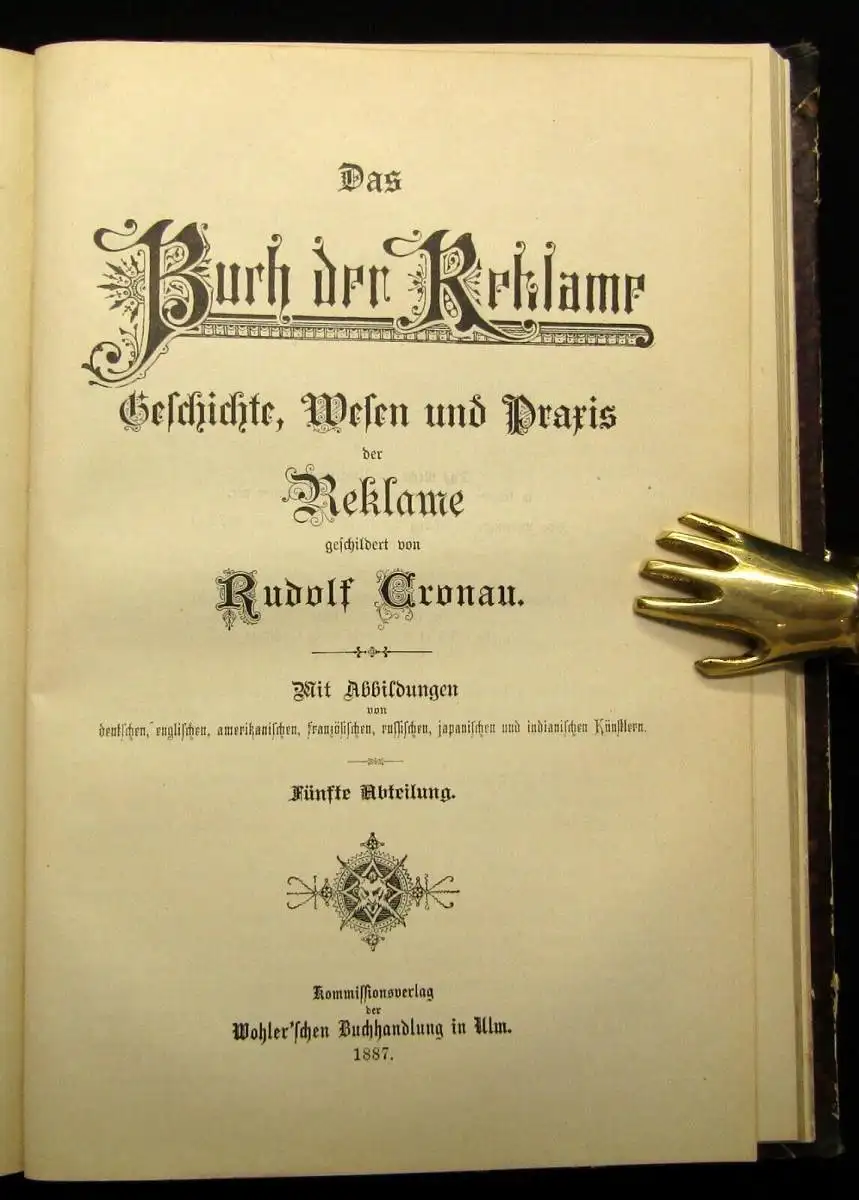 Das
Buch der Reklame
Geſchichte, Weſen und Praxis
der
Reklame
geſchildert von
Rudolf Cronau.
Mit Abbildungen
von
deutſchen, engliſchen, amerikaniſchen, franzöſiſchen, ruſſiſchen, japaniſchen und indianiſchen Künſtlern.
Fünfte Abteilung.
Kommiſſionsverlag
der
Wohler'ſchen Buchhandlung in Ulm.
1887.